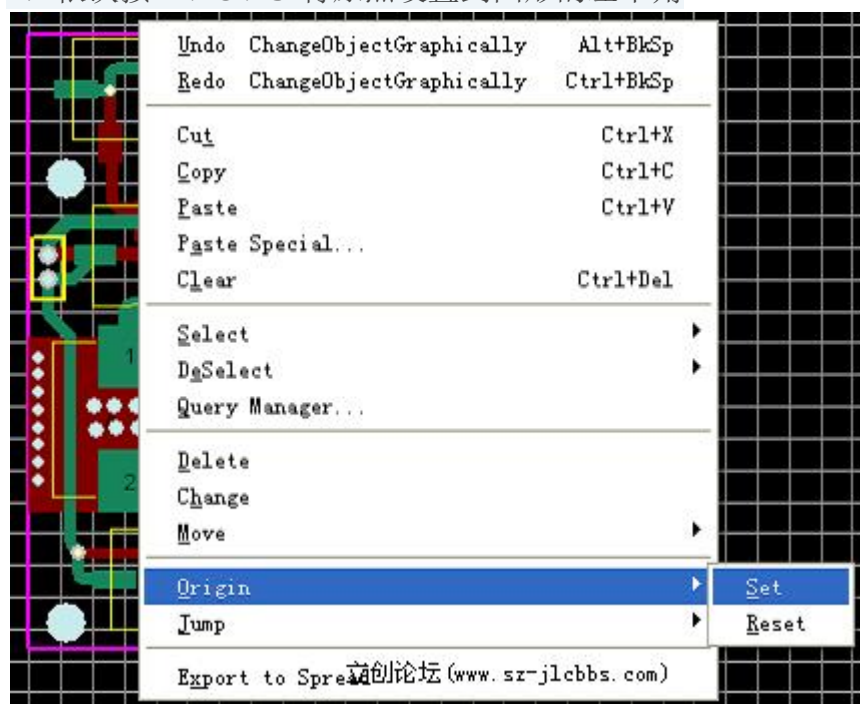 Undo ChangeObjectGraphically Alt+BkSp
Redo ChangeObjectGraphically Ctrl+BkSp
Cut Ctrl+X
Copy Ctrl+C
Paste Ctrl+V
Paste Special...
Clear Ctrl+Del
Select
DeSelect
Query Manager...
Delete
Change
Move
Origin
Set
Jump
Reset
Export to Spread
立创论坛(www.sz-jlcbbs.com)
1
2